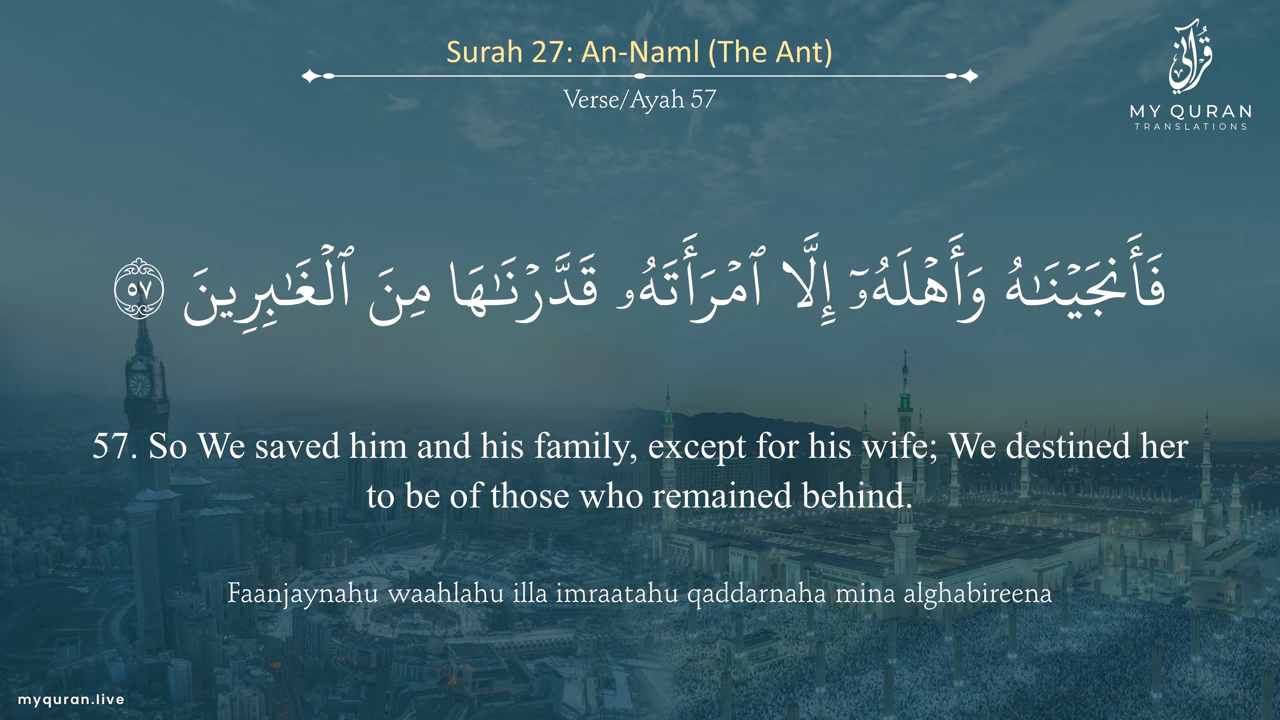 Surah 27: An-Naml (The Ant)
Verse/Ayah 57
قرآني
MY QURAN
TRANSLATIONS
فَأَنجَيْنَـٰهُ وَأَهْلَهُۥٓ إِلَّا ٱمْرَأَتَهُۥ قَدَّرْنَـٰهَا مِنَ ٱلْغَـٰبِرِينَ ٥٧
57. So We saved him and his family, except for his wife; We destined her
to be of those who remained behind.
Faanjaynahu waahlahu illa imraatahu qaddarnaha mina alghabireena
myquran.live